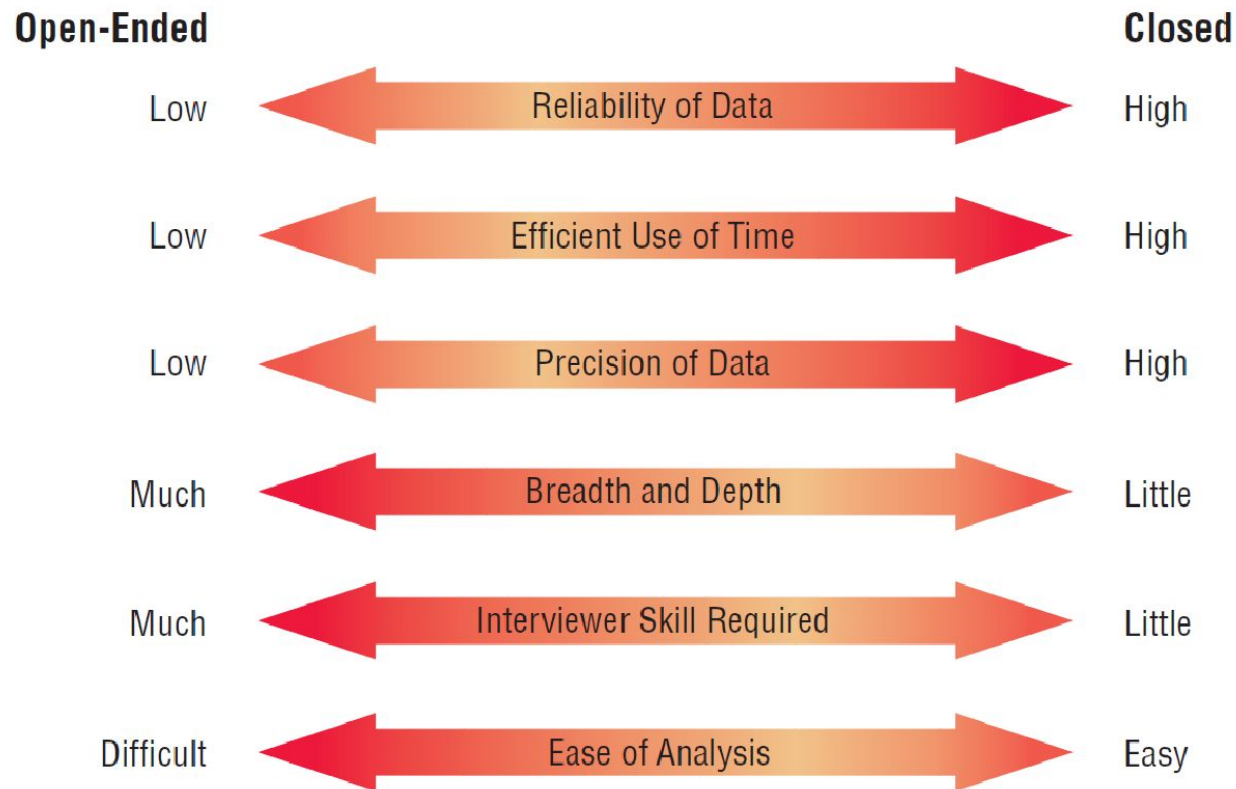 Open-Ended Closed
Low Reliability of Data High
Low Efficient Use of Time High
Low Precision of Data High
Much Breadth and Depth Little
Much Interviewer Skill Required Little
Difficult Ease of Analysis Easy